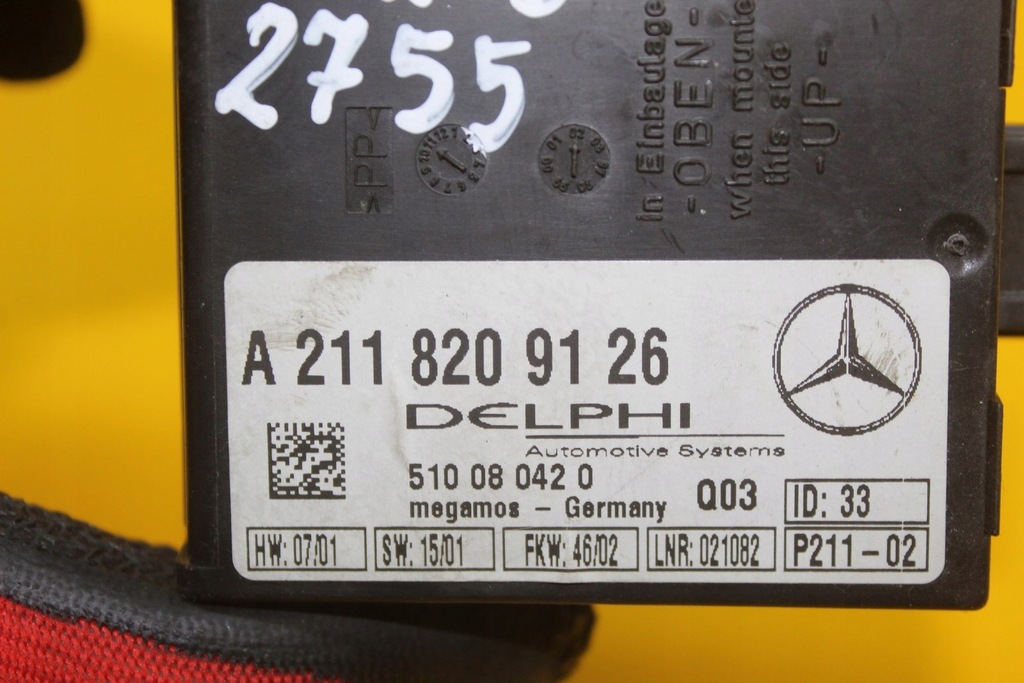 2755
>PP<
in Einbaulage
-OBEN-
when mounted
this side
-UP-
A 211 820 91 26
DELPHI
Automotive Systems
510 08 042 0
megamos - Germany
Q03
ID: 33
HW: 07/01
SW: 15/01
FKW: 46/02
LNR: 021082
P211-02